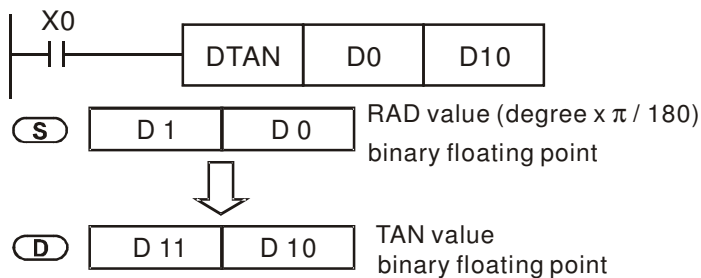 X0
DTAN D0 D10
S D 1 D 0 RAD value (degree x π / 180)
binary floating point
D D 11 D 10 TAN value
binary floating point